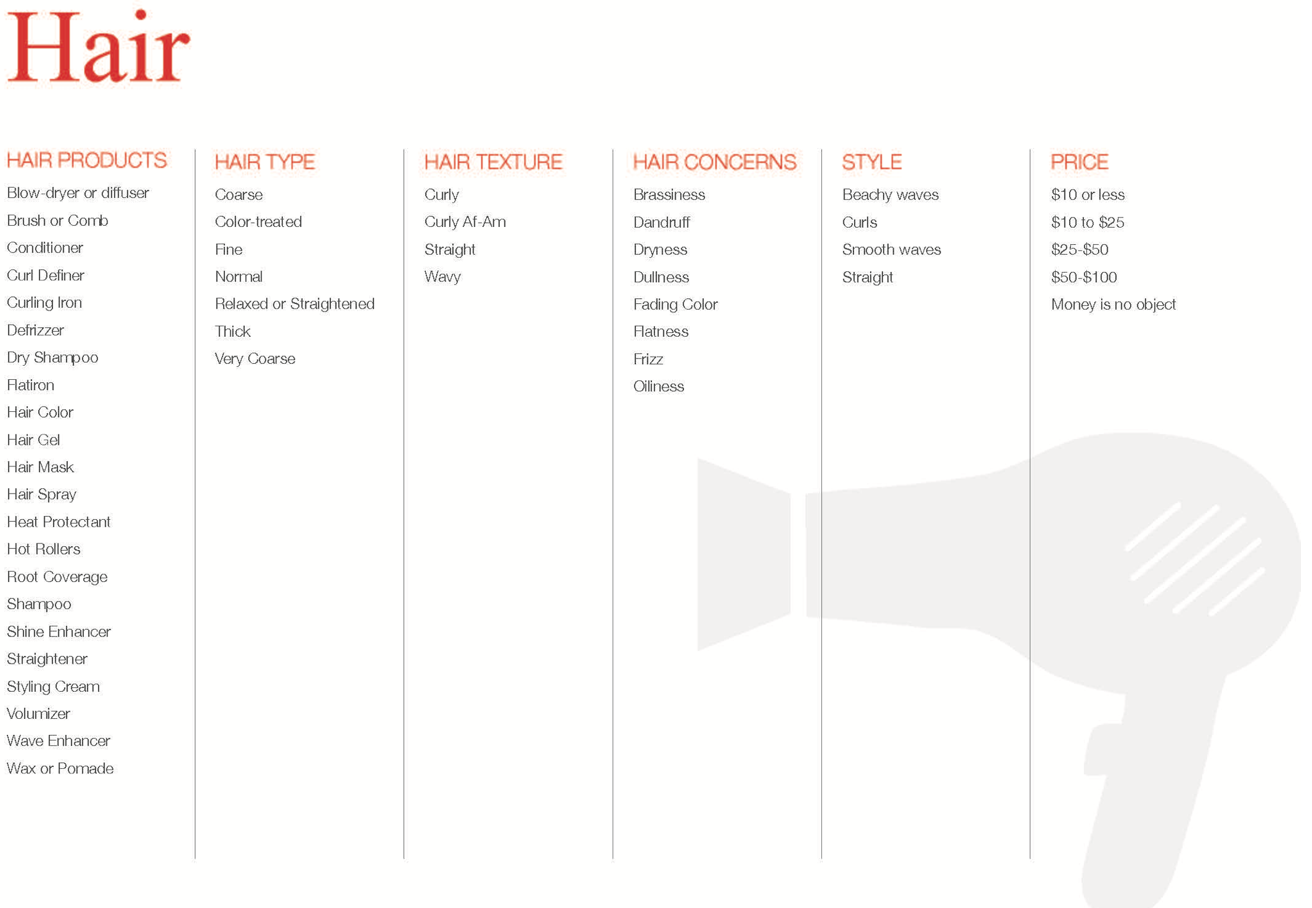 Hair
HAIR PRODUCTS
Blow-dryer or diffuser
Brush or Comb
Conditioner
Curl Definer
Curling Iron
Defrizzer
Dry Shampoo
Flatiron
Hair Color
Hair Gel
Hair Mask
Hair Spray
Heat Protectant
Hot Rollers
Root Coverage
Shampoo
Shine Enhancer
Straightener
Styling Cream
Volumizer
Wave Enhancer
Wax or Pomade
HAIR TYPE
Coarse
Color-treated
Fine
Normal
Relaxed or Straightened
Thick
Very Coarse
HAIR TEXTURE
Curly
Curly Af-Am
Straight
Wavy
HAIR CONCERNS
Brassiness
Dandruff
Dryness
Dullness
Fading Color
Flatness
Frizz
Oiliness
STYLE
Beachy waves
Curls
Smooth waves
Straight
PRICE
$10 or less
$10 to $25
$25-$50
$50-$100
Money is no object